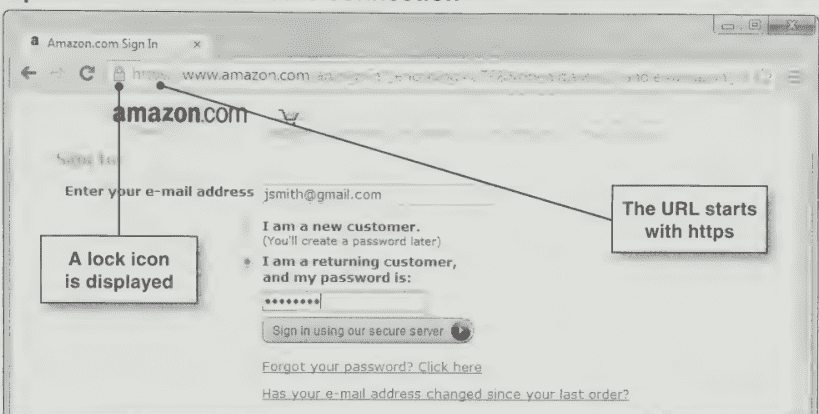 a Amazon.com Sign In ×
https www.amazon.com
amazon.com
Sign In
Enter your e-mail address jsmith@gmail.com
I am a new customer.
(You'll create a password later)
I am a returning customer,
and my password is:
Sign in using our secure server
Forgot your password? Click here
Has your e-mail address changed since your last order?
A lock icon
is displayed
The URL starts
with https